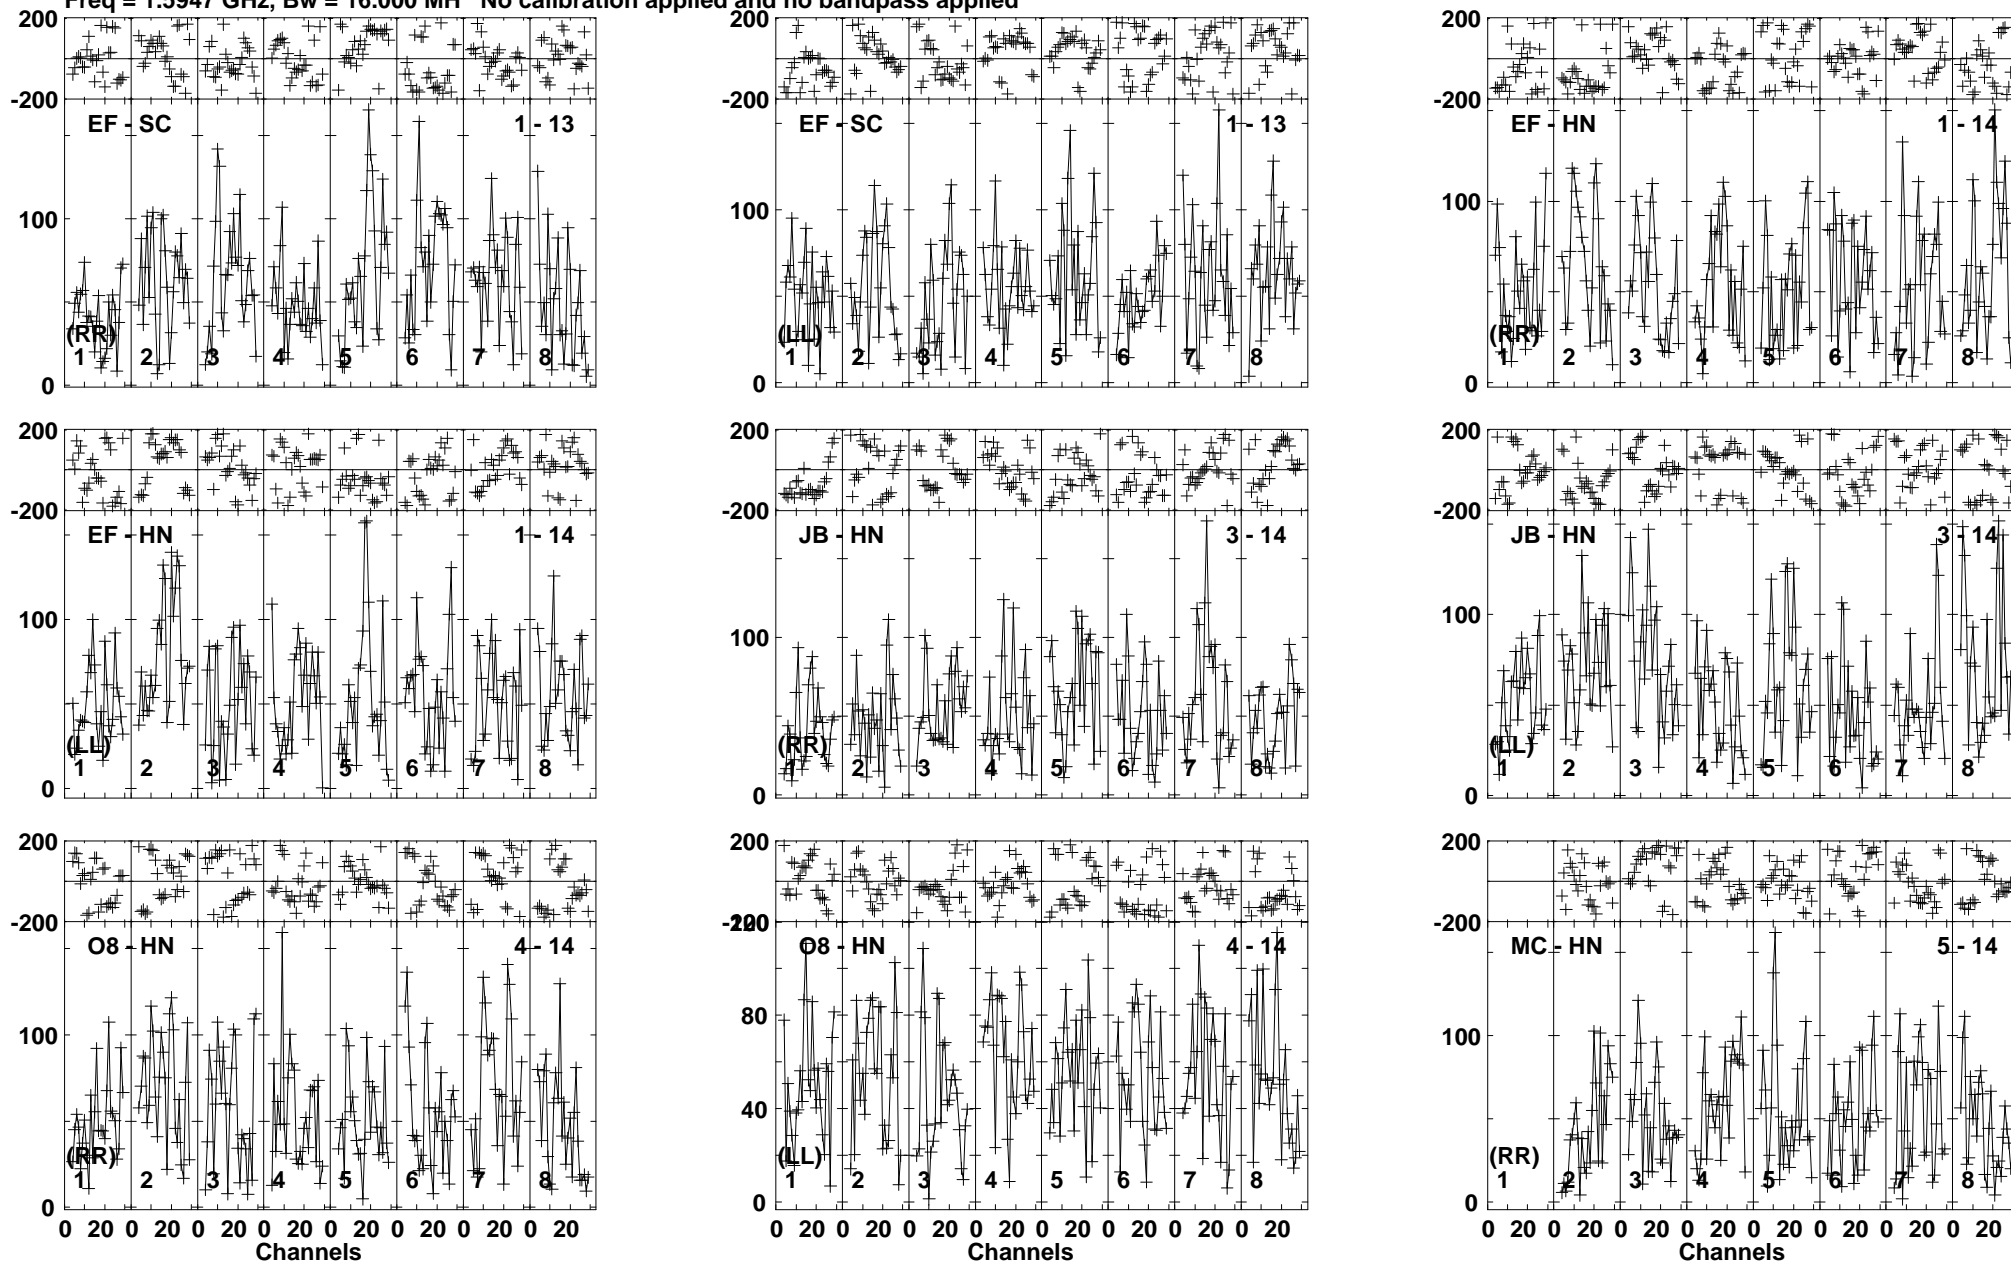 Freq = 1.5947 GHz, Bw = 16.000 MH No calibration applied and no bandpass applied
200 200 200
-200 -200 -200
EF - SC 1 - 13 EF - SC 1 - 13 EF - HN 1 - 14
100 100 100
(RR) (LL) (RR)
1 2 3 4 5 6 7 8 1 2 3 4 5 6 7 8 1 2 3 4 5 6 7 8
0 0 0
200 200 200
-200 -200 -200
EF - HN 1 - 14 JB - HN 3 - 14 JB - HN 3 - 14
100 100 100
(LL) (RR) (LL)
1 2 3 4 5 6 7 8 1 2 3 4 5 6 7 8 1 2 3 4 5 6 7 8
0 0 0
200 200 200
-200 -200 120 -200
O8 - HN 4 - 14 O8 - HN 4 - 14 MC - HN 5 - 14
100 80 100
40
(RR) (LL) (RR)
1 2 3 4 5 6 7 8 1 2 3 4 5 6 7 8 1 2 3 4 5 6 7 8
0 0 0
0 20 0 20 0 20 0 20 0 20 0 20 0 20 0 20 0 20 0 20 0 20 0 20 0 20 0 20 0 20 0 20 0 20 0 20 0 20 0 20 0 20 0 20 0 20 0 20
Channels Channels Channels